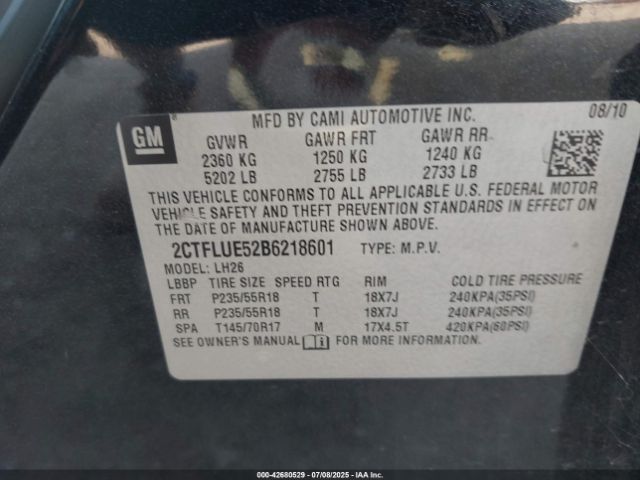 MFD BY CAMI AUTOMOTIVE INC. 08/10
GM
GVWR GAWR FRT GAWR RR
2360 KG 1250 KG 1240 KG
5202 LB 2755 LB 2733 LB
THIS VEHICLE CONFORMS TO ALL APPLICABLE U.S. FEDERAL MOTOR
VEHICLE SAFETY AND THEFT PREVENTION STANDARDS IN EFFECT ON
THE DATE OF MANUFACTURE SHOWN ABOVE.
2CTFLUE52B6218601 TYPE: M.P.V.
MODEL: LH26
LBBP TIRE SIZE SPEED RTG RIM COLD TIRE PRESSURE
FRT P235/55R18 T 18X7J 240KPA(35PSI)
RR P235/55R18 T 18X7J 240KPA(35PSI)
SPA T145/70R17 M 17X4.5T 420KPA(60PSI)
SEE OWNER'S MANUAL FOR MORE INFORMATION.
000-42680529 - 07/08/2025 - IAAI.com